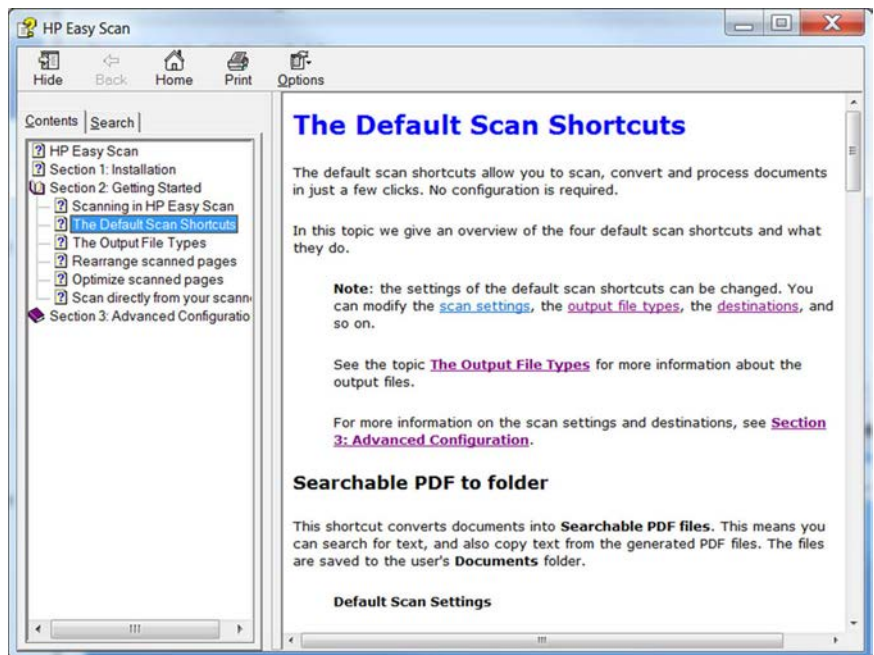 HP Easy Scan
Hide Back Home Print Options
Contents Search
HP Easy Scan
Section 1: Installation
Section 2: Getting Started
Scanning in HP Easy Scan
The Default Scan Shortcuts
The Output File Types
Rearrange scanned pages
Optimize scanned pages
Scan directly from your scann
Section 3: Advanced Configuratio
The Default Scan Shortcuts
The default scan shortcuts allow you to scan, convert and process documents
in just a few clicks. No configuration is required.
In this topic we give an overview of the four default scan shortcuts and what
they do.
Note: the settings of the default scan shortcuts can be changed. You
can modify the scan settings, the output file types, the destinations, and
so on.
See the topic The Output File Types for more information about the
output files.
For more information on the scan settings and destinations, see Section
3: Advanced Configuration.
Searchable PDF to folder
This shortcut converts documents into Searchable PDF files. This means you
can search for text, and also copy text from the generated PDF files. The files
are saved to the user's Documents folder.
Default Scan Settings